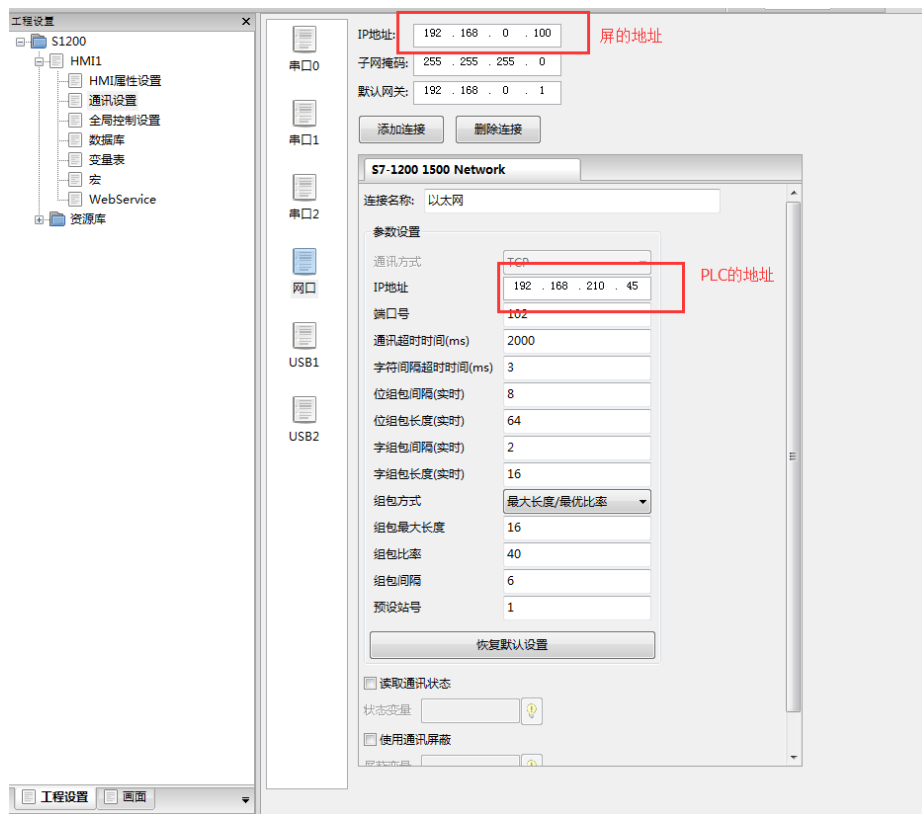 工程设置
x
S1200
HMI1
HMI属性设置
通讯设置
全局控制设置
数据库
变量表
宏
WebService
资源库
工程设置
画面
串口0
串口1
串口2
网口
USB1
USB2
IP地址: 192 . 168 . 0 . 100
屏的地址
子网掩码: 255 . 255 . 255 . 0
默认网关: 192 . 168 . 0 . 1
添加连接 删除连接
S7-1200 1500 Network
连接名称: 以太网
参数设置
通讯方式 TCP
IP地址 192 . 168 . 210 . 45
PLC的地址
端口号 102
通讯超时时间(ms) 2000
字符间隔超时时间(ms) 3
位组包间隔(实时) 8
位组包长度(实时) 64
字组包间隔(实时) 2
字组包长度(实时) 16
组包方式 最大长度/最优比率
组包最大长度 16
组包比率 40
组包间隔 6
预设站号 1
恢复默认设置
读取通讯状态
状态变量
使用通讯屏蔽
屏蔽变量